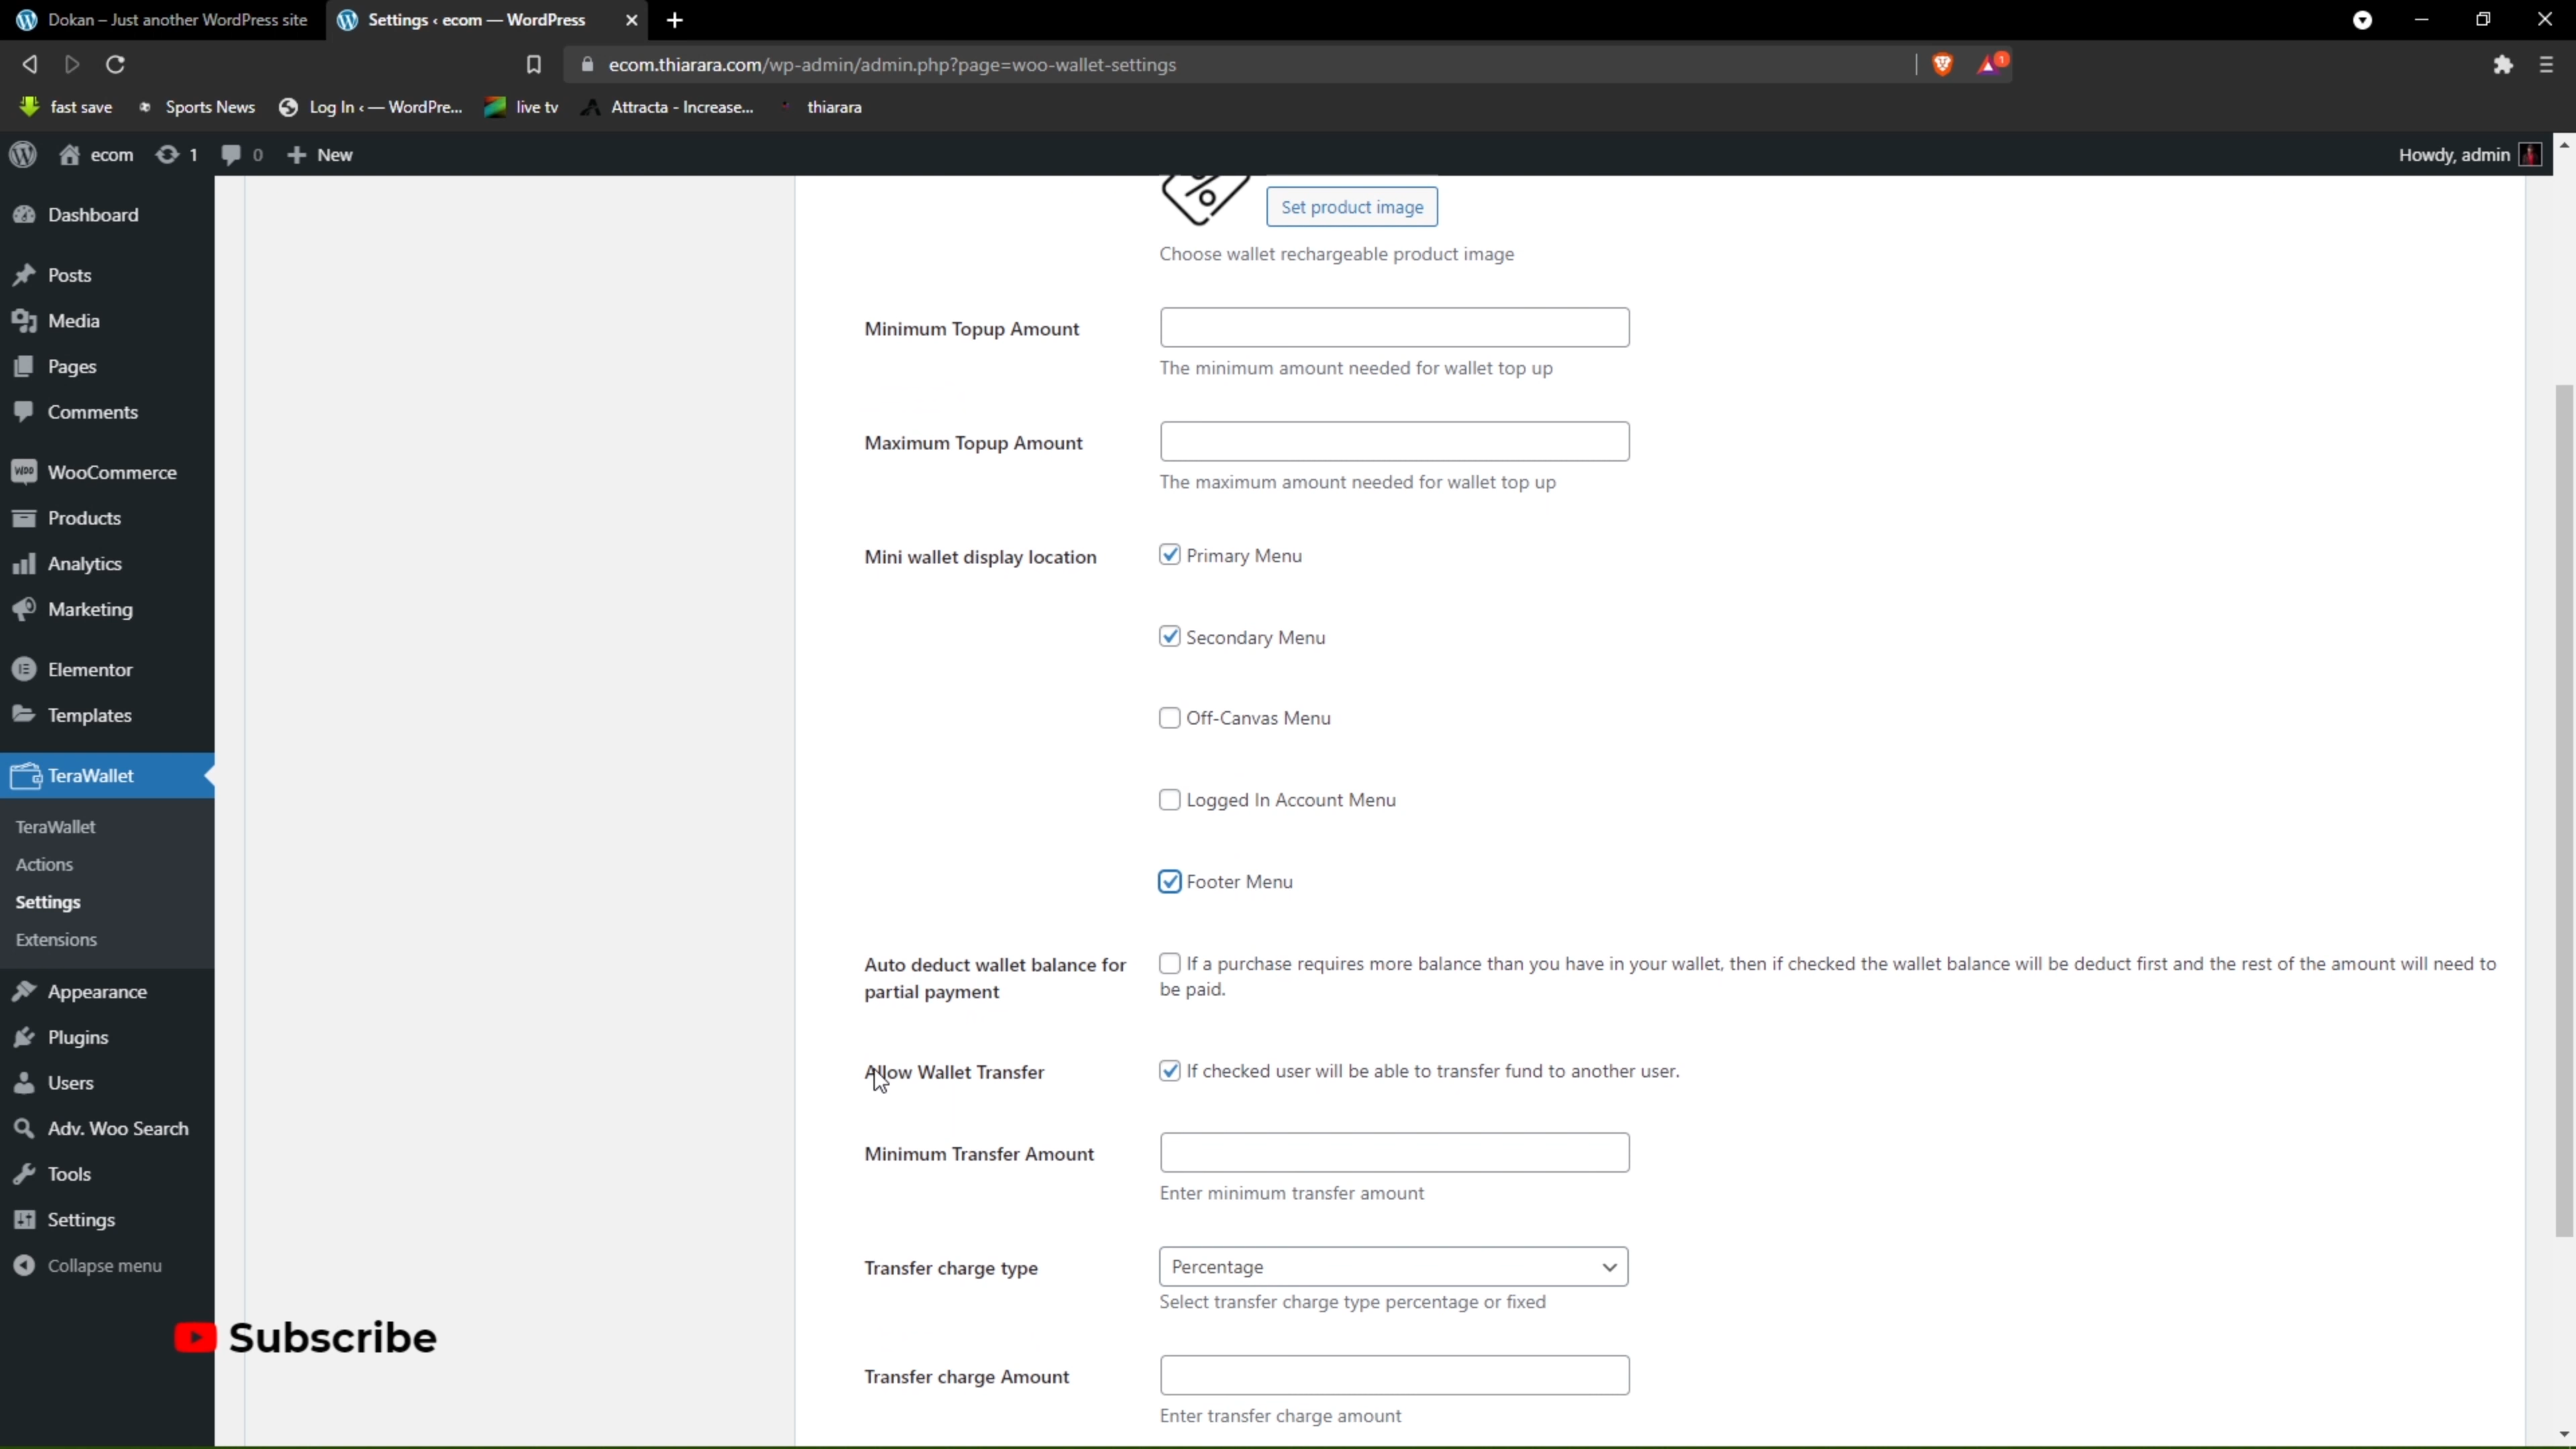 Dokan – Just another WordPress site
Settings ‹ ecom — WordPress
ecom.thiarara.com/wp-admin/admin.php?page=woo-wallet-settings
1
fast save
Sports News
Log In ‹ — WordPre...
live tv
Attracta - Increase...
thiarara
ecom
1
0
New
Howdy, admin
Dashboard
Posts
Media
Pages
Comments
WooCommerce
Products
Analytics
Marketing
Elementor
Templates
TeraWallet
TeraWallet
Actions
Settings
Extensions
Appearance
Plugins
Users
Adv. Woo Search
Tools
Settings
Collapse menu
Subscribe
Set product image
Choose wallet rechargeable product image
Minimum Topup Amount
The minimum amount needed for wallet top up
Maximum Topup Amount
The maximum amount needed for wallet top up
Mini wallet display location
Primary Menu
Secondary Menu
Off-Canvas Menu
Logged In Account Menu
Footer Menu
Auto deduct wallet balance for
partial payment
If a purchase requires more balance than you have in your wallet, then if checked the wallet balance will be deduct first and the rest of the amount will need to
be paid.
Allow Wallet Transfer
If checked user will be able to transfer fund to another user.
Minimum Transfer Amount
Enter minimum transfer amount
Transfer charge type
Percentage
Select transfer charge type percentage or fixed
Transfer charge Amount
Enter transfer charge amount